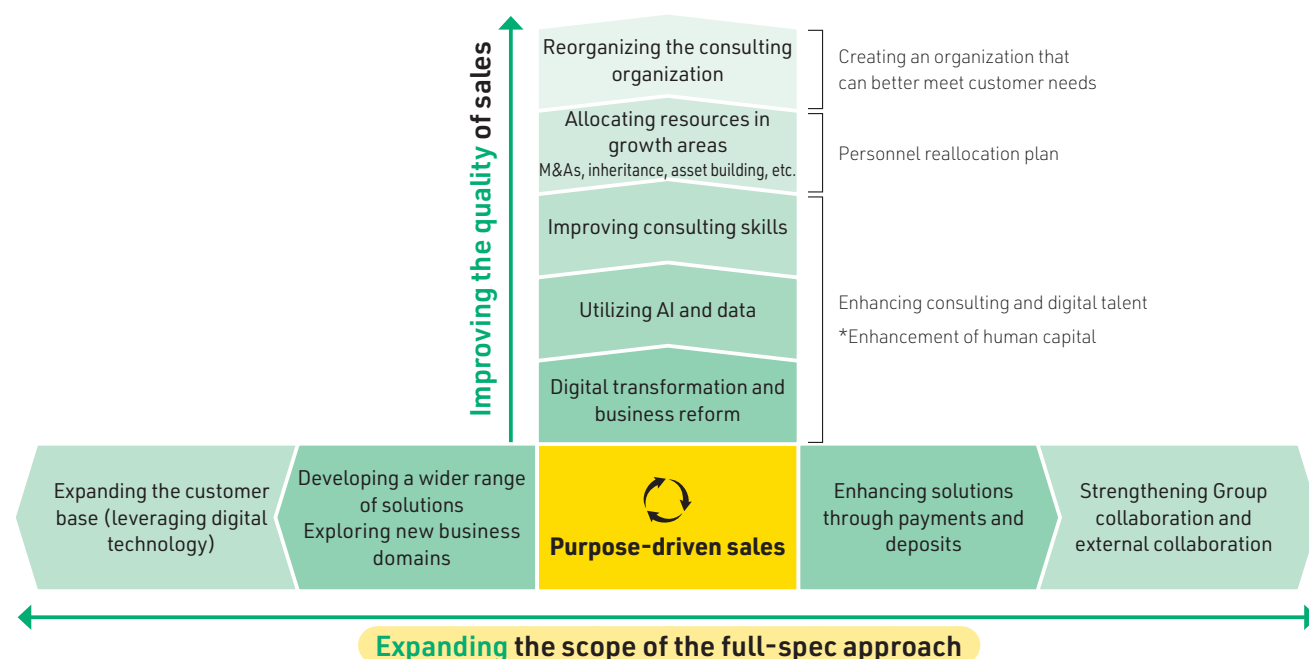 Improving the quality of sales
Reorganizing the consulting
organization
Creating an organization that
can better meet customer needs
Allocating resources in
growth areas
M&As, inheritance, asset building, etc.
Personnel reallocation plan
Improving consulting skills
Utilizing AI and data
Digital transformation and
business reform
Enhancing consulting and digital talent
*Enhancement of human capital
Expanding the customer
base (leveraging digital
technology)
Developing a wider range
of solutions
Exploring new business
domains
Purpose-driven sales
Enhancing solutions
through payments and
deposits
Strengthening Group
collaboration and
external collaboration
Expanding the scope of the full-spec approach